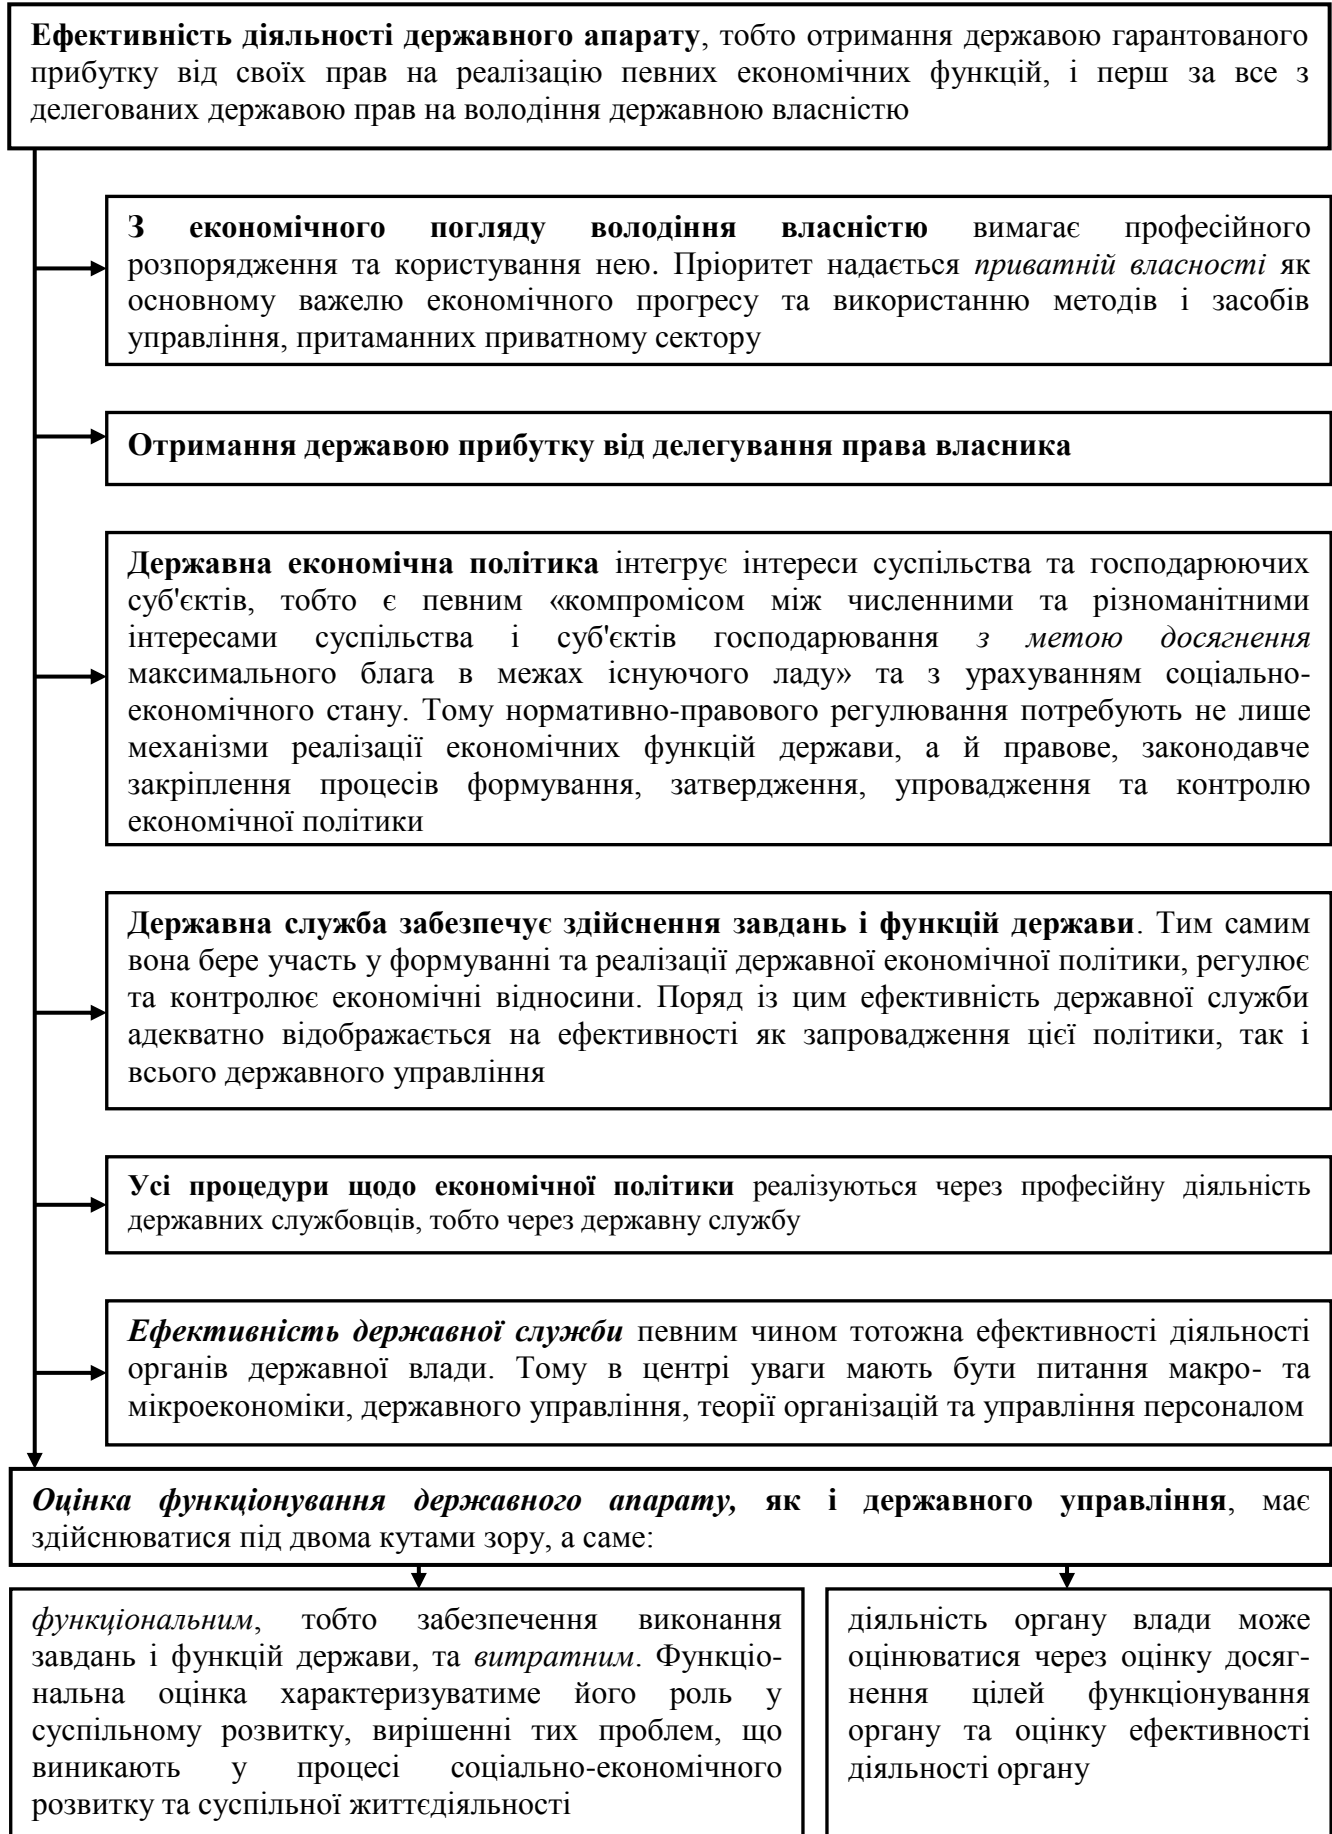 Ефективність діяльності державного апарату, тобто отримання державою гарантованого
прибутку від своїх прав на реалізацію певних економічних функцій, і перш за все з
делегованих державою прав на володіння державною власністю
З економічного погляду володіння власністю вимагає професійного
розпорядження та користування нею. Пріоритет надається приватній власності як
основному важелю економічного прогресу та використанню методів і засобів
управління, притаманних приватному сектору
Отримання державою прибутку від делегування права власника
Державна економічна політика інтегрує інтереси суспільства та господарюючих
суб'єктів, тобто є певним «компромісом між численними та різноманітними
інтересами суспільства і суб'єктів господарювання з метою досягнення
максимального блага в межах існуючого ладу» та з урахуванням соціально-
економічного стану. Тому нормативно-правового регулювання потребують не лише
механізми реалізації економічних функцій держави, а й правове, законодавче
закріплення процесів формування, затвердження, упровадження та контролю
економічної політики
Державна служба забезпечує здійснення завдань і функцій держави. Тим самим
вона бере участь у формуванні та реалізації державної економічної політики, регулює
та контролює економічні відносини. Поряд із цим ефективність державної служби
адекватно відображається на ефективності як запровадження цієї політики, так і
всього державного управління
Усі процедури щодо економічної політики реалізуються через професійну діяльність
державних службовців, тобто через державну службу
Ефективність державної служби певним чином тотожна ефективності діяльності
органів державної влади. Тому в центрі уваги мають бути питання макро- та
мікроекономіки, державного управління, теорії організацій та управління персоналом
Оцінка функціонування державного апарату, як і державного управління, має
здійснюватися під двома кутами зору, а саме:
функціональним, тобто забезпечення виконання
завдань і функцій держави, та витратним. Функціо-
нальна оцінка характеризуватиме його роль у
суспільному розвитку, вирішенні тих проблем, що
виникають у процесі соціально-економічного
розвитку та суспільної життєдіяльності
діяльність органу влади може
оцінюватися через оцінку досяг-
нення цілей функціонування
органу та оцінку ефективності
діяльності органу